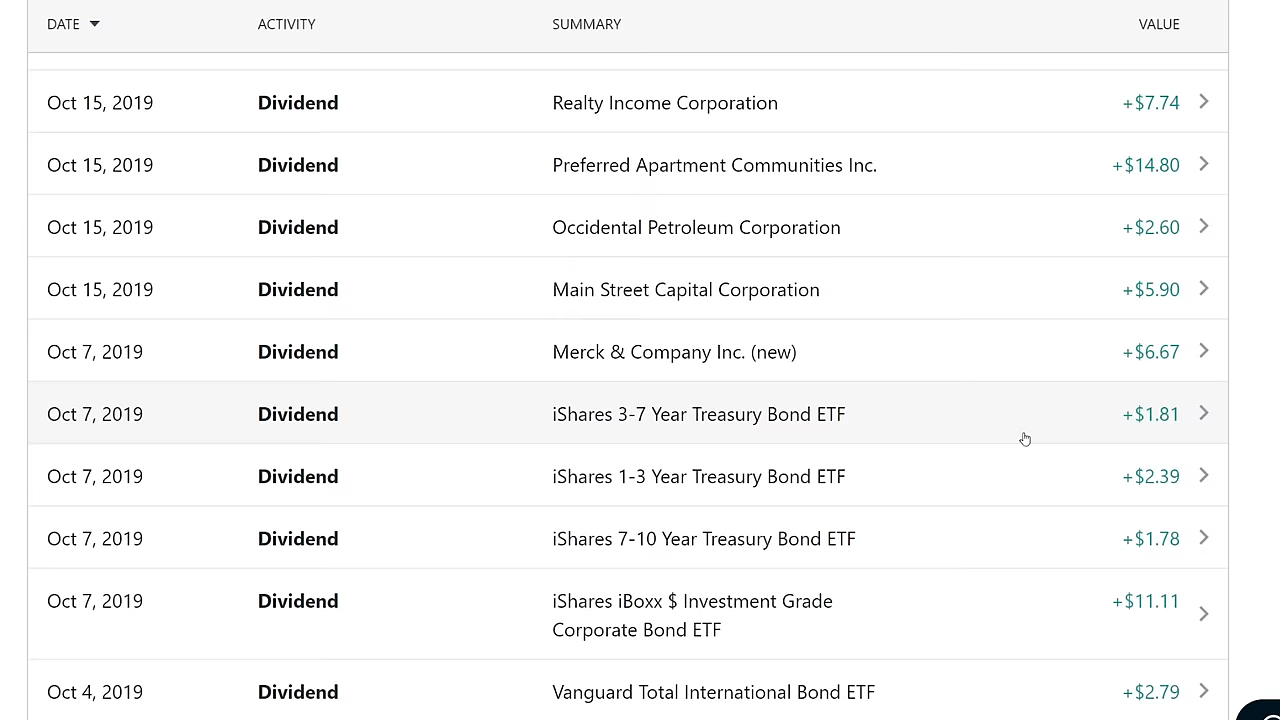 DATE ACTIVITY SUMMARY VALUE
Oct 15, 2019 Dividend Realty Income Corporation +$7.74
Oct 15, 2019 Dividend Preferred Apartment Communities Inc. +$14.80
Oct 15, 2019 Dividend Occidental Petroleum Corporation +$2.60
Oct 15, 2019 Dividend Main Street Capital Corporation +$5.90
Oct 7, 2019 Dividend Merck & Company Inc. (new) +$6.67
Oct 7, 2019 Dividend iShares 3-7 Year Treasury Bond ETF +$1.81
Oct 7, 2019 Dividend iShares 1-3 Year Treasury Bond ETF +$2.39
Oct 7, 2019 Dividend iShares 7-10 Year Treasury Bond ETF +$1.78
Oct 7, 2019 Dividend iShares iBoxx $ Investment Grade +$11.11
Corporate Bond ETF
Oct 4, 2019 Dividend Vanguard Total International Bond ETF +$2.79